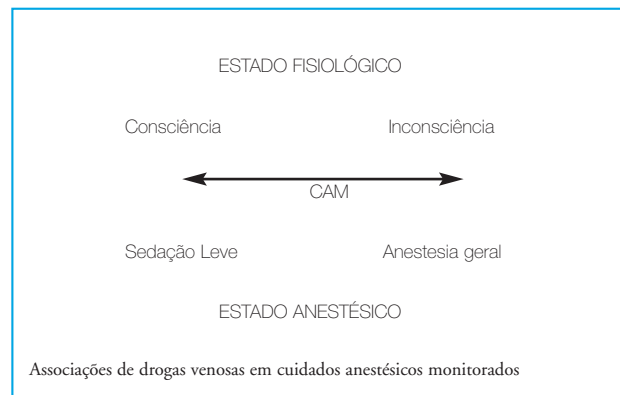 ESTADO FISIOLÓGICO
Consciência Inconsciência
CAM
Sedação Leve Anestesia geral
ESTADO ANESTÉSICO
Associações de drogas venosas em cuidados anestésicos monitorados